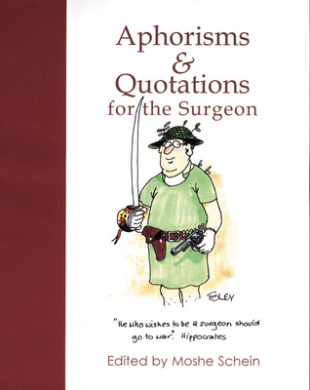 Aphorisms
&
Quotations
for the Surgeon
FOLEY
"He who wishes to be a surgeon should
go to war". Hippocrates
Edited by Moshe Schein